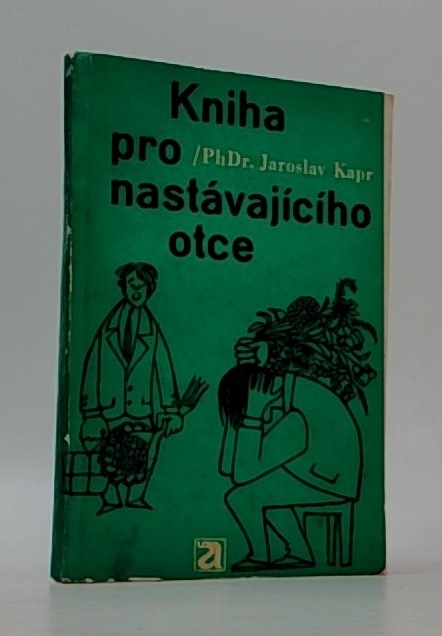 Kniha
pro /PhDr. Jaroslav Kapr
nastávajícího
otce